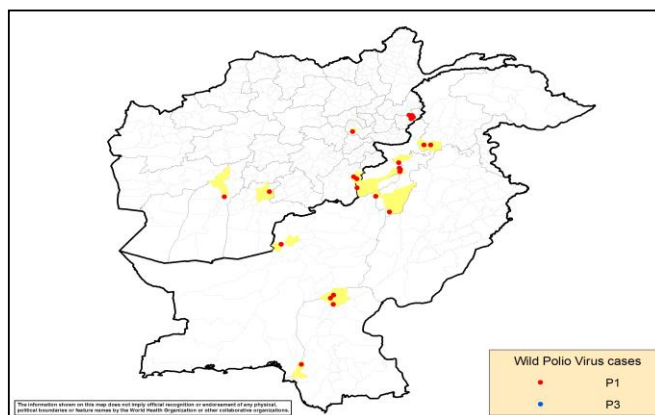 Wild Polio Virus cases
P1
P3
The information shown on this map does not imply official recognition or endorsement of any physical,
political boundaries or feature names by the World Health Organization or other collaborative organizations.